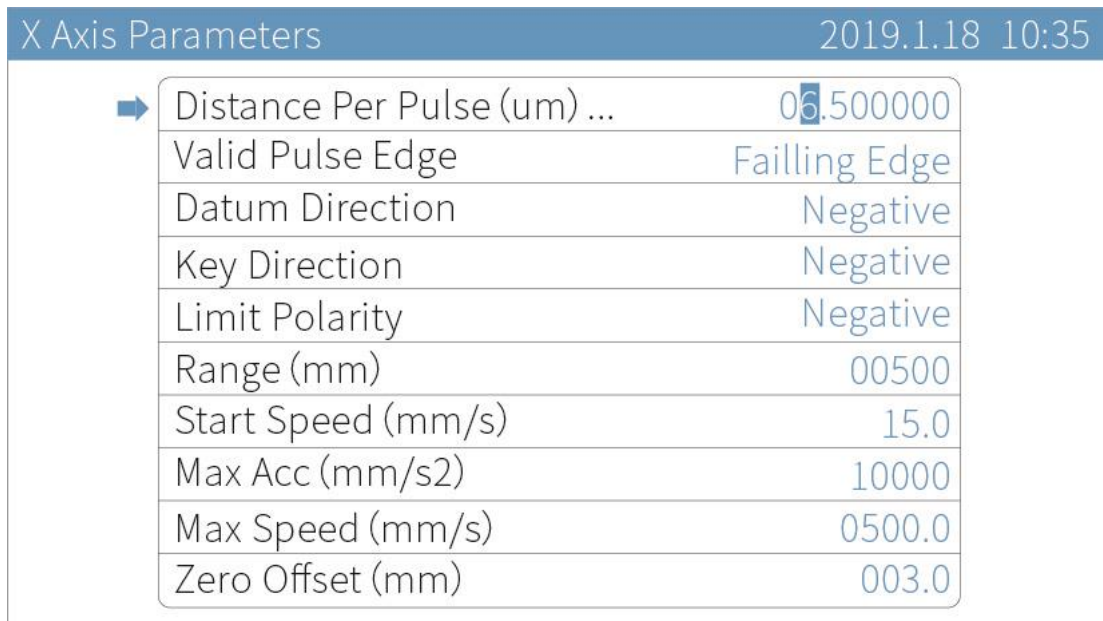 X Axis Parameters 2019.1.18 10:35
Distance Per Pulse (um) ... 06.500000
Valid Pulse Edge Failling Edge
Datum Direction Negative
Key Direction Negative
Limit Polarity Negative
Range (mm) 00500
Start Speed (mm/s) 15.0
Max Acc (mm/s2) 10000
Max Speed (mm/s) 0500.0
Zero Offset (mm) 003.0